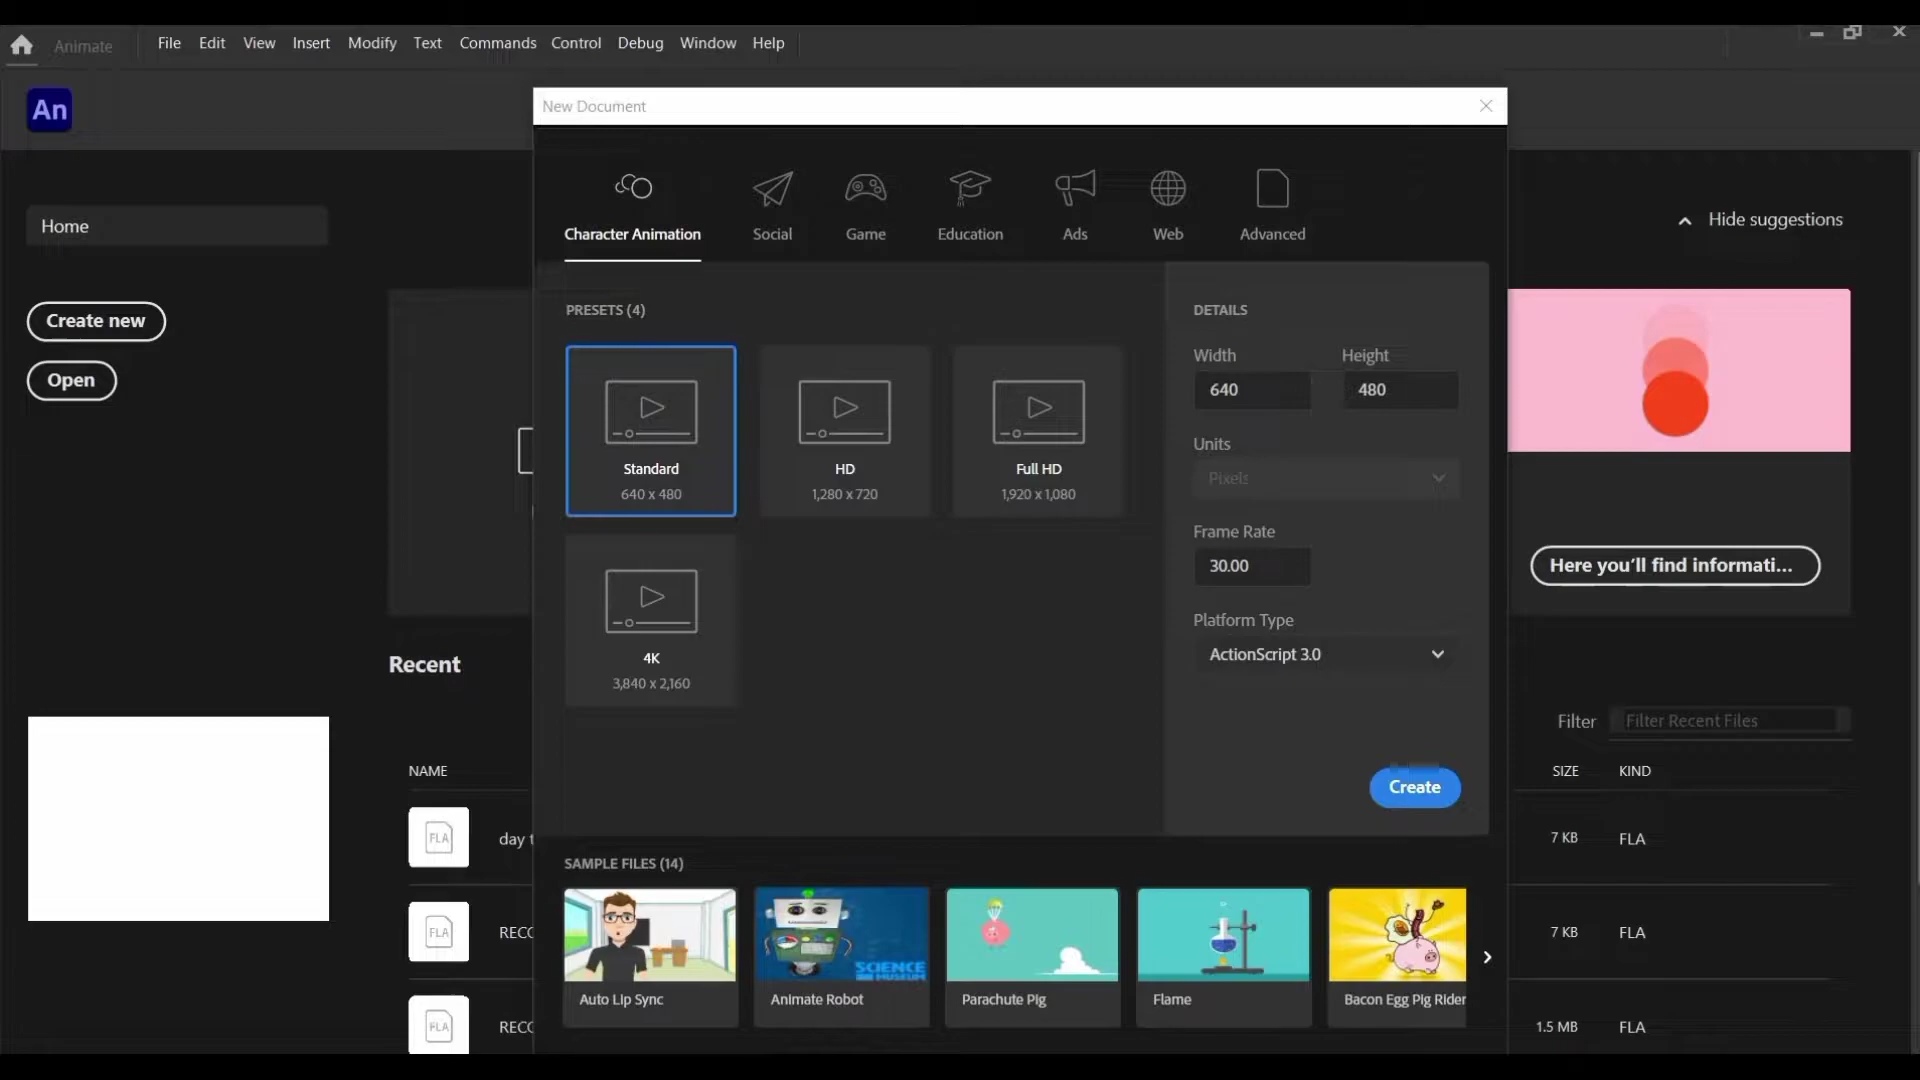 Animate
File Edit View Insert Modify Text Commands Control Debug Window Help
An
New Document
Home
Character Animation Social Game Education Ads Web Advanced
Hide suggestions
Create new
Open
PRESETS (4)
Standard
640 x 480
HD
1,280 x 720
Full HD
1,920 x 1,080
4K
3,840 x 2,160
DETAILS
Width Height
640 480
Units
Pixels
Frame Rate
30.00
Platform Type
ActionScript 3.0
Create
Here you'll find informati...
Recent
Filter Filter Recent Files
NAME SIZE KIND
FLA day t 7 KB FLA
FLA RECO 7 KB FLA
FLA RECO 1.5 MB FLA
SAMPLE FILES (14)
SCIENCE
MUSEUM
Auto Lip Sync Animate Robot Parachute Pig Flame Bacon Egg Pig Rider